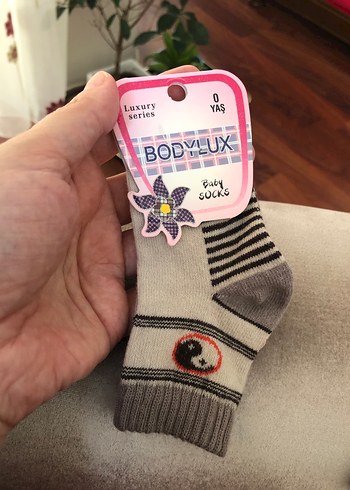 Luxury
series
0
YAŞ
BODYLUX
Baby
SOCKS